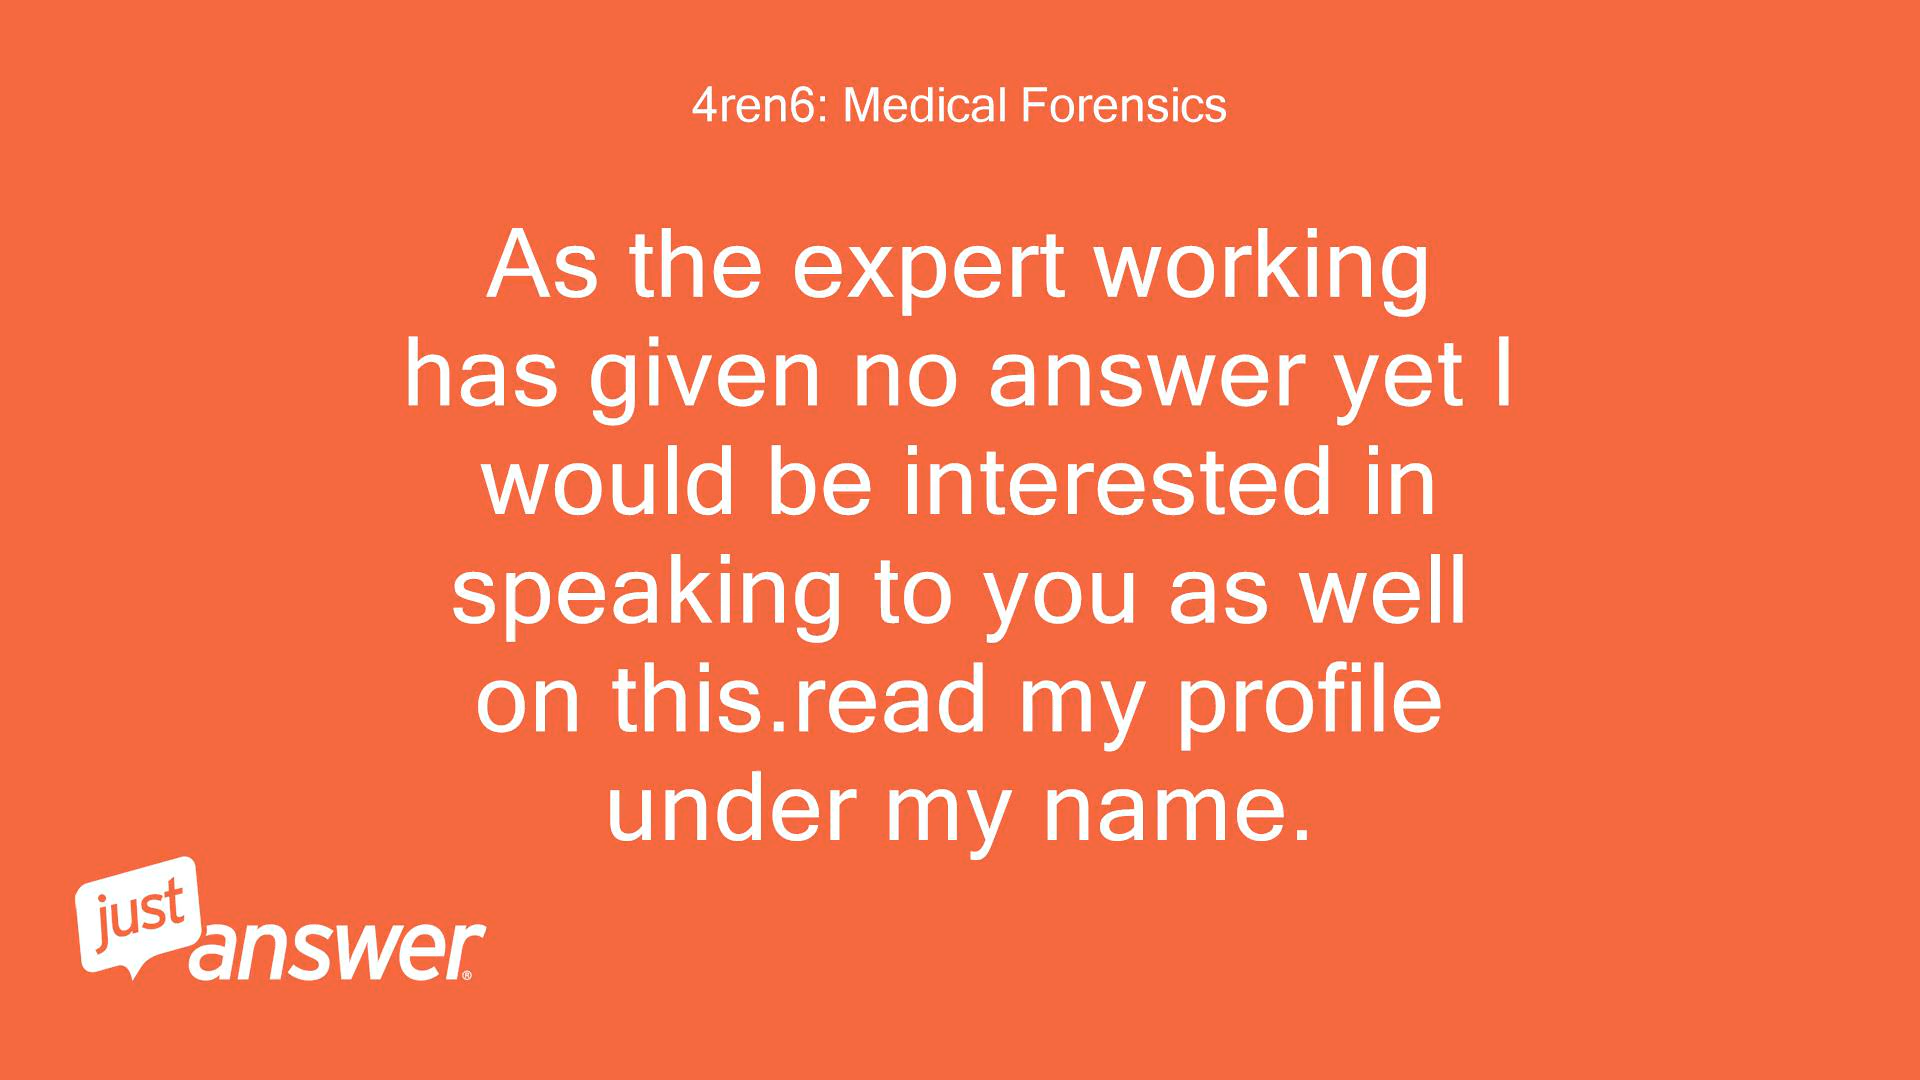 4ren6: Medical Forensics
As the expert working
has given no answer yet I
would be interested in
speaking to you as well
on this.read my profile
under my name.
just
answer®